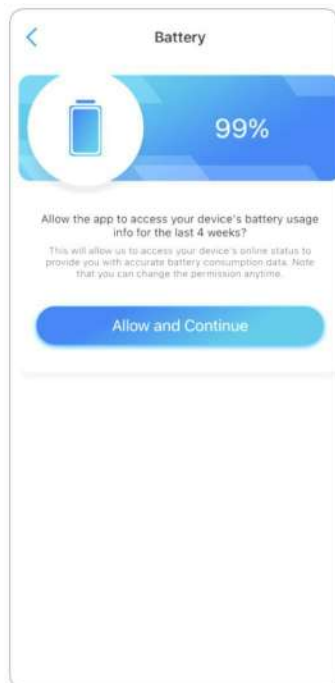 Battery
99%
Allow the app to access your device's battery usage
info for the last 4 weeks?
This will allow us to access your device's online status to
provide you with accurate battery consumption data. Note
that you can change the permission anytime.
Allow and Continue